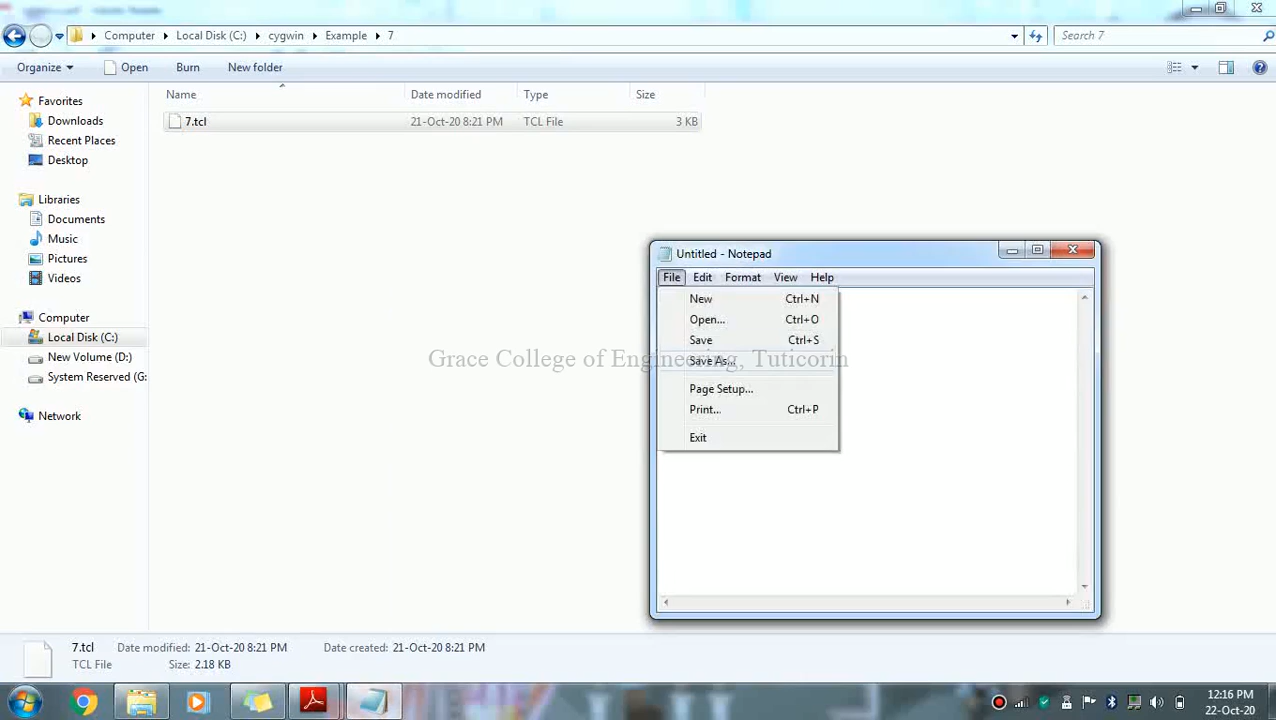 Computer Local Disk (C:) cygwin Example 7
Search 7
Organize Open Burn New folder
Name Date modified Type Size
7.tcl 21-Oct-20 8:21 PM TCL File 3 KB
Favorites
Downloads
Recent Places
Desktop
Libraries
Documents
Music
Pictures
Videos
Computer
Local Disk (C:)
New Volume (D:)
System Reserved (G:
Network
Untitled - Notepad
File Edit Format View Help
New Ctrl+N
Open... Ctrl+O
Save Ctrl+S
Save As...
Page Setup... 
Print... Ctrl+P
Exit
Grace College of Engineering, Tuticorin
7.tcl Date modified: 21-Oct-20 8:21 PM Date created: 21-Oct-20 8:21 PM
TCL File Size: 2.18 KB
12:16 PM
22-Oct-20